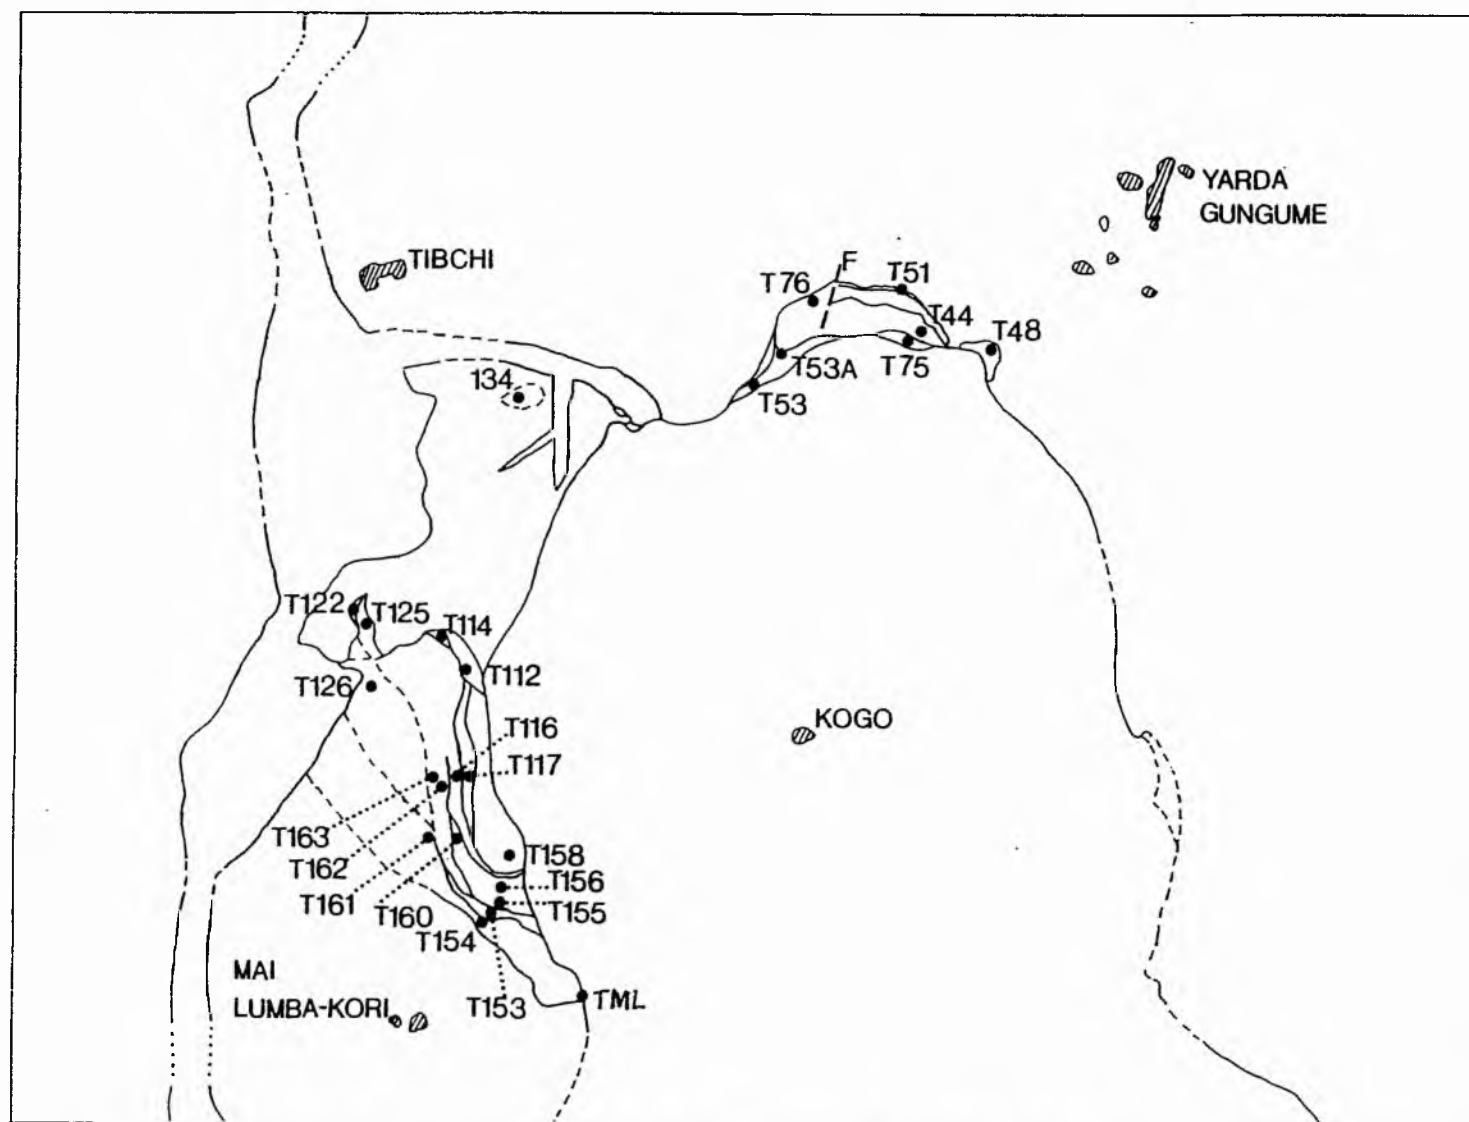 YARDA
GUNGUME
TIBCHI
F
T51
T76
T44
T48
134
T53A
T75
T53
T122
T125
T114
T112
T126
T116
KOGO
T117
T163
T162
T158
T156
T161
T160
T155
T154
MAI
LUMBA-KORI
T153
TML